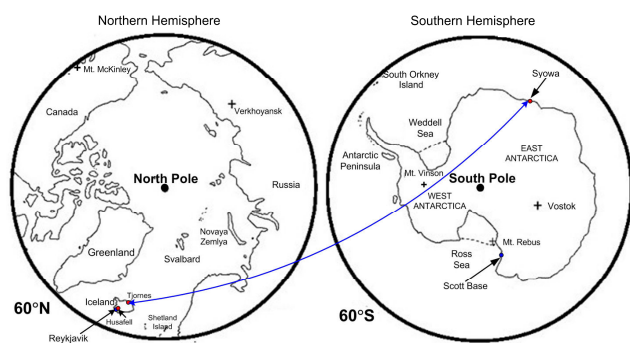 Northern Hemisphere
Southern Hemisphere
Mt. McKinley
Canada
Verkhoyansk
North Pole
Russia
Novaya
Zemlya
Svalbard
Greenland
60°N
Iceland
Tjornes
Husafell
Reykjavik
Shetland
Island
South Orkney
Island
Syowa
Weddell
Sea
Antarctic
Peninsula
EAST
ANTARCTICA
Mt. Vinson
South Pole
WEST
ANTARCTICA
Vostok
Mt. Rebus
Ross
Sea
Scott Base
60°S